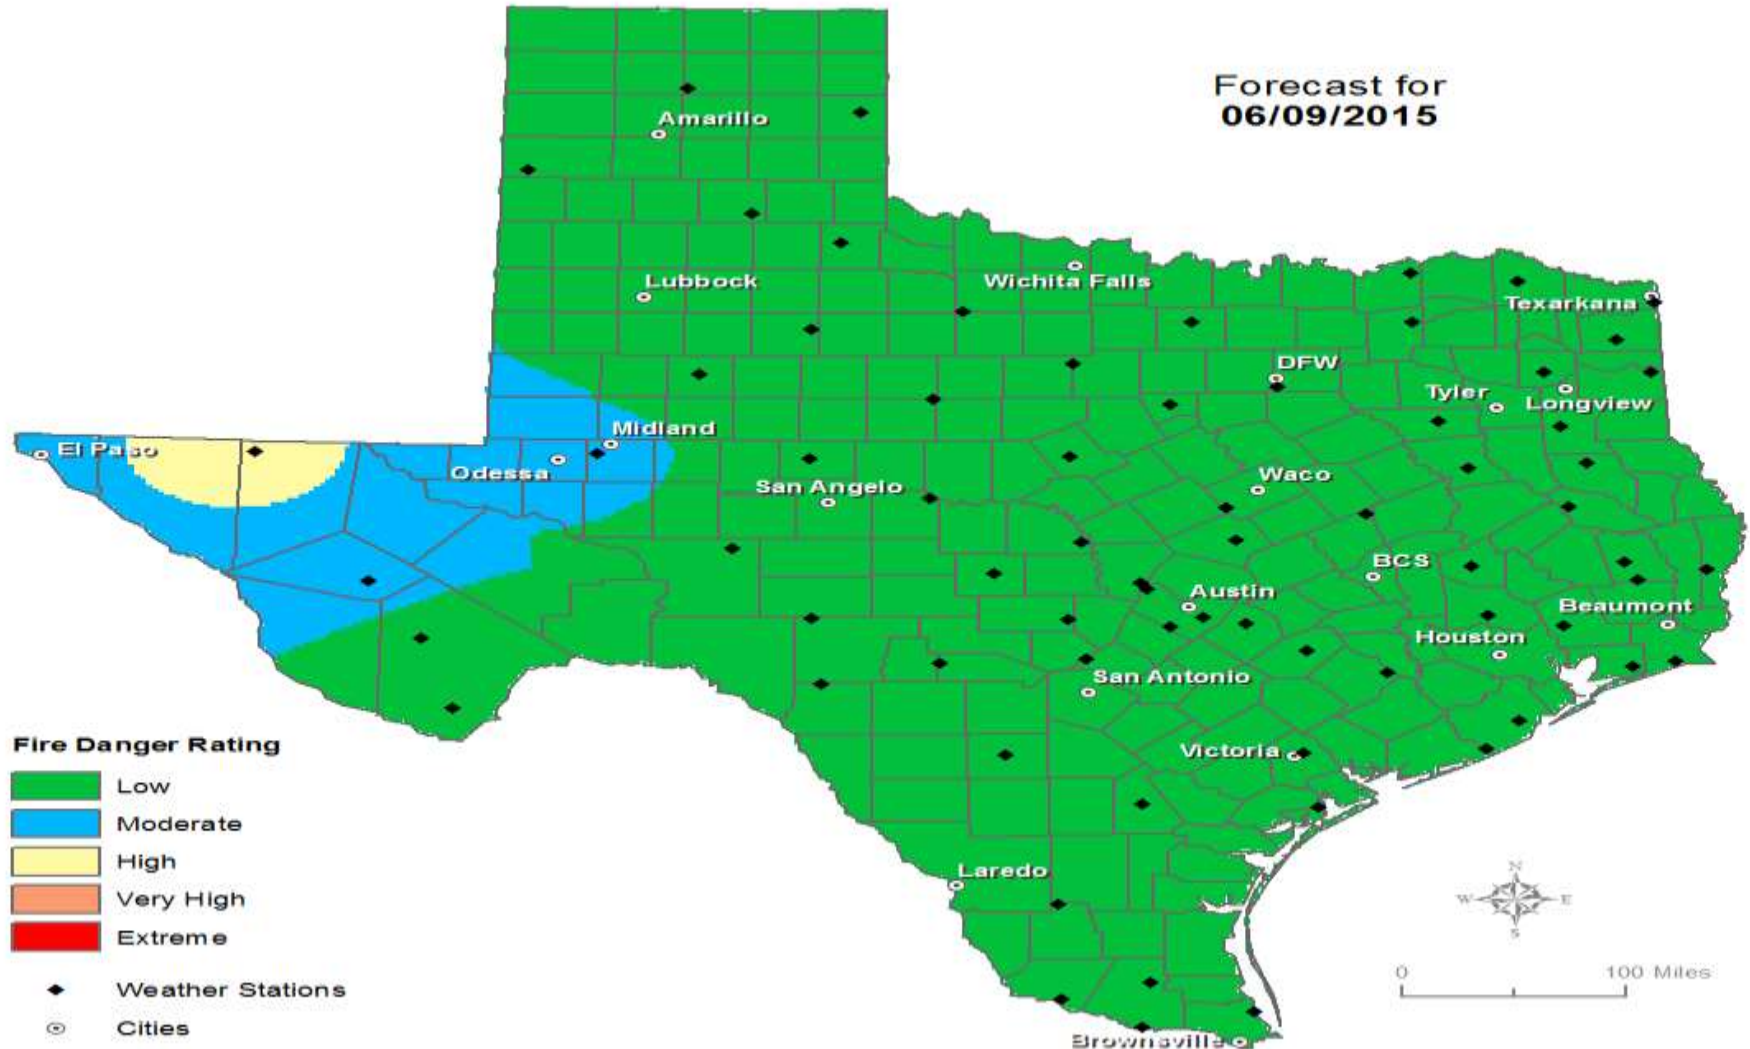 Forecast for
06/09/2015
Amarillo
Lubbock
Wichita Falls
Texarkana
DFW
Tyler
Longview
El Paso
Midland
Odessa
San Angelo
Waco
BCS
Austin
Beaumont
Houston
San Antonio
Victoria
Laredo
Brownsville
Fire Danger Rating
Low
Moderate
High
Very High
Extreme
Weather Stations
Cities
N
W E
S
0 100 Miles